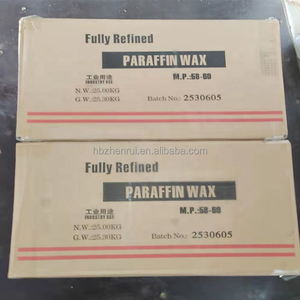 Fully Refined
PARAFFIN WAX
工业用途
INDUSTRY USE
M.P.:58-60
N.W.:25.00KG
G.W.:25.30KG
Batch No.: 2530605
hbzhenrui.en.alibaba.com
Fully Refined
PARAFFIN WAX
工业用途
INDUSTRY USE
M.P.:58-60
N.W.:25.00KG
G.W.:25.30KG
Batch No.: 2530605